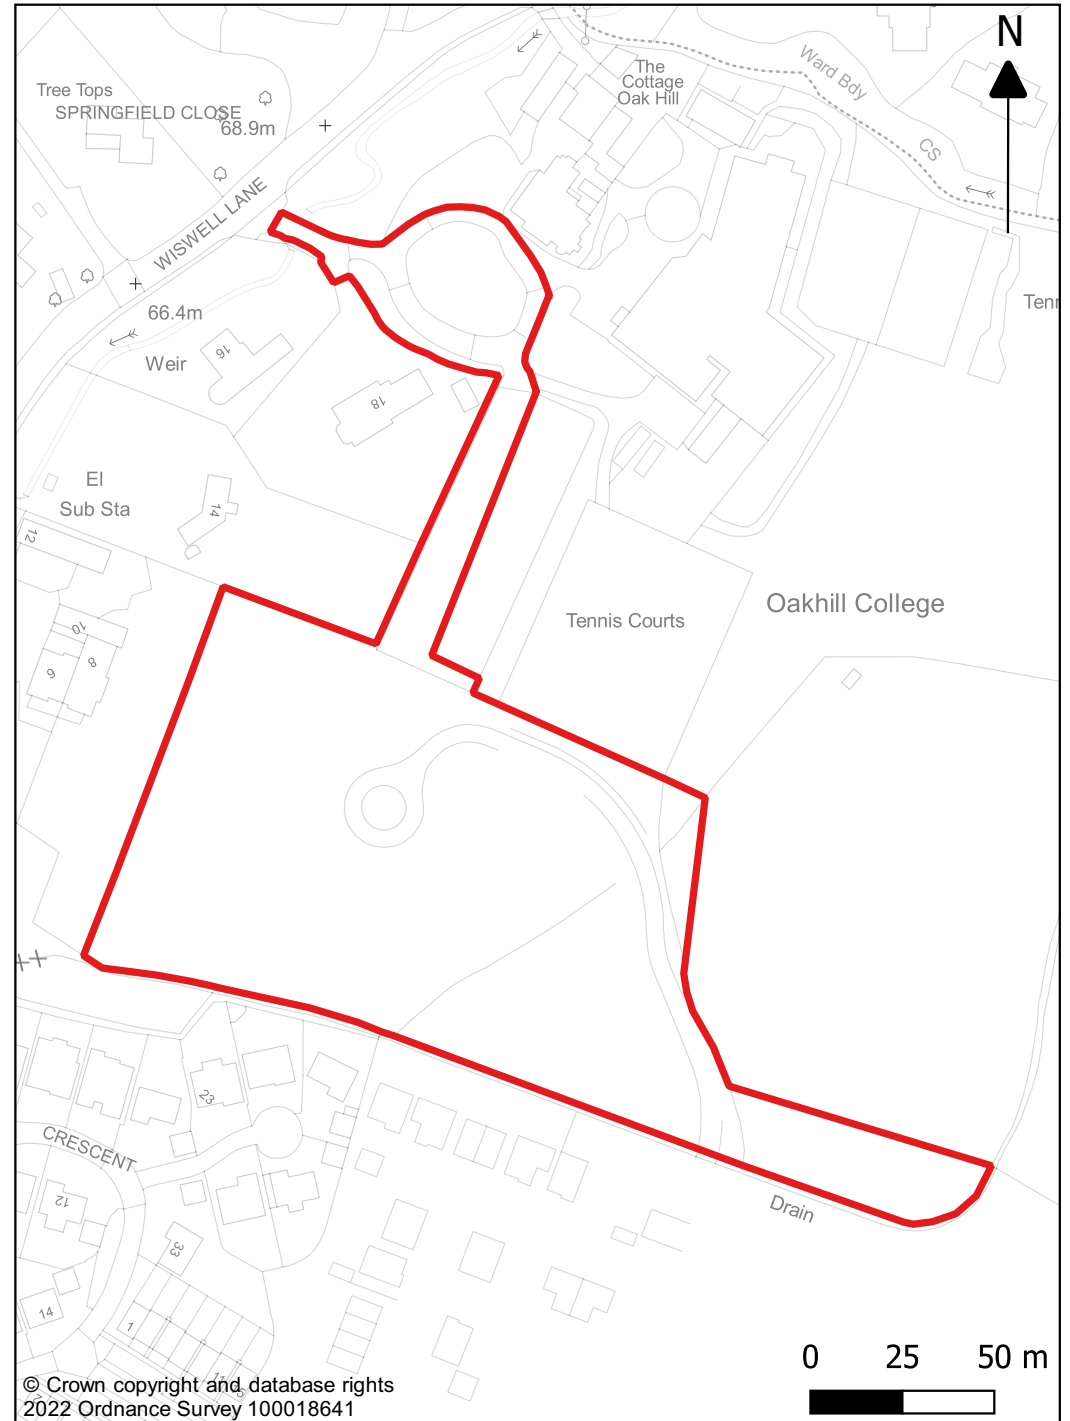 N
The
Cottage
Oak Hill
Ward Bdy
Tree Tops
SPRINGFIELD CLOSE
68.9m
CS
WISWELL LANE
66.4m
Weir
16
18
El
Sub Sta
14
12
10
8
6
Tennis Courts
Oakhill College
23
CRESCENT
12
Drain
33
14
1
11
0 25 50 m
© Crown copyright and database rights
2022 Ordnance Survey 100018641